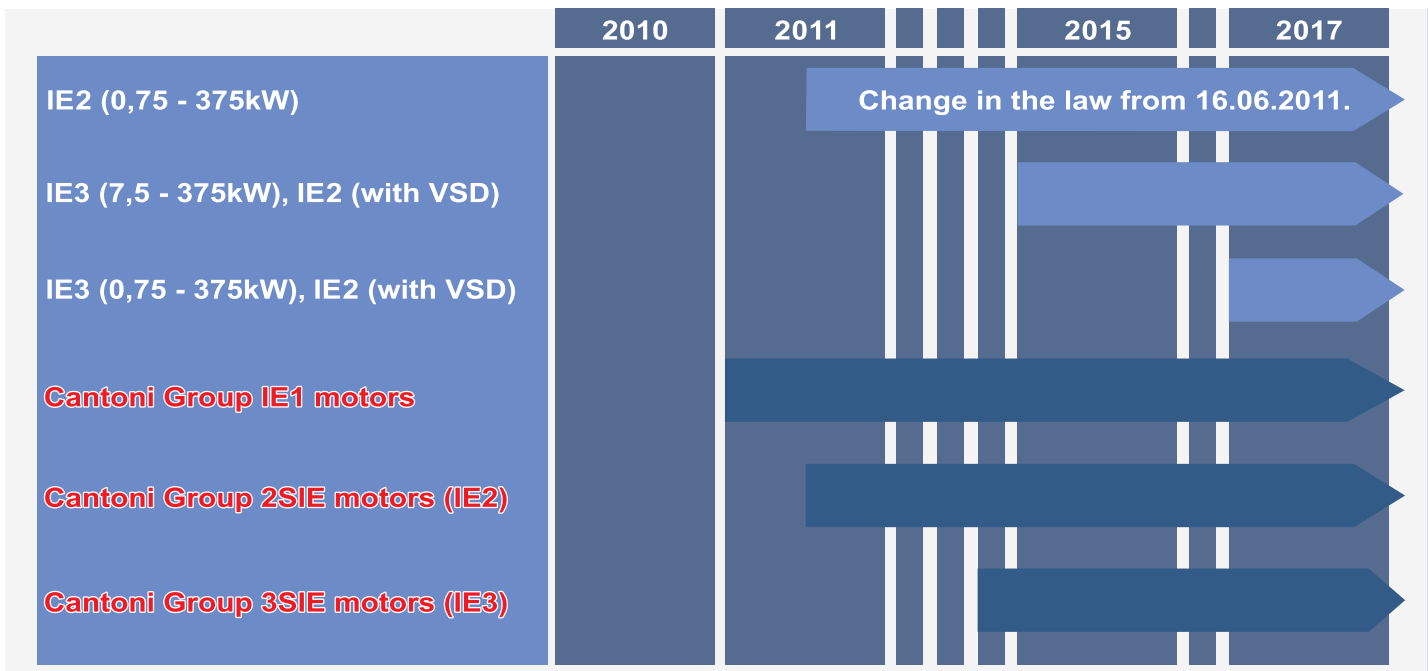 2010 2011 2015 2017
IE2 (0,75 - 375kW)
Change in the law from 16.06.2011.
IE3 (7,5 - 375kW), IE2 (with VSD)
IE3 (0,75 - 375kW), IE2 (with VSD)
Cantoni Group IE1 motors
Cantoni Group 2SIE motors (IE2)
Cantoni Group 3SIE motors (IE3)